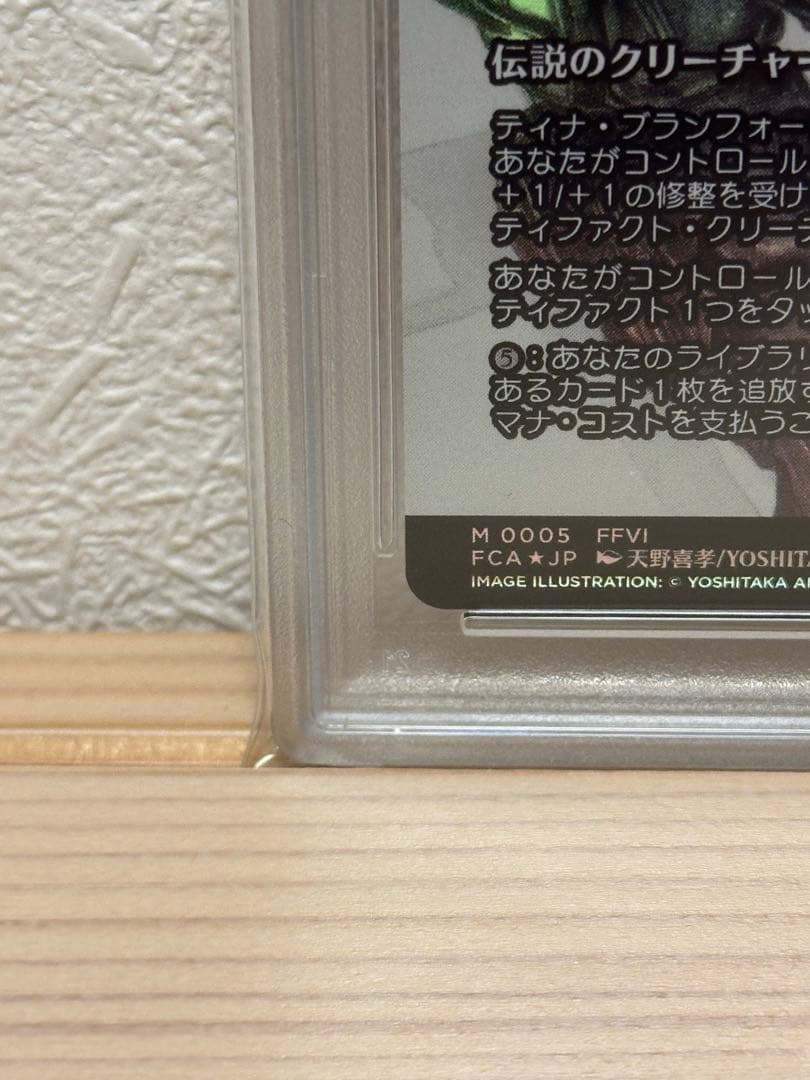 伝説のクリーチャー
ティナ・ブランフォー
あなたがコントロール
+1/+1の修整を受け
ティファクト・クリーチ
あなたがコントロール
ティファクト1つをタッ
⑤:あなたのライブラリ
あるカード1枚を追放す
マナ・コストを支払うこ
M 0005 FFVI
FCA★JP 天野喜孝/YOSHITA
IMAGE ILLUSTRATION: © YOSHITAKA A